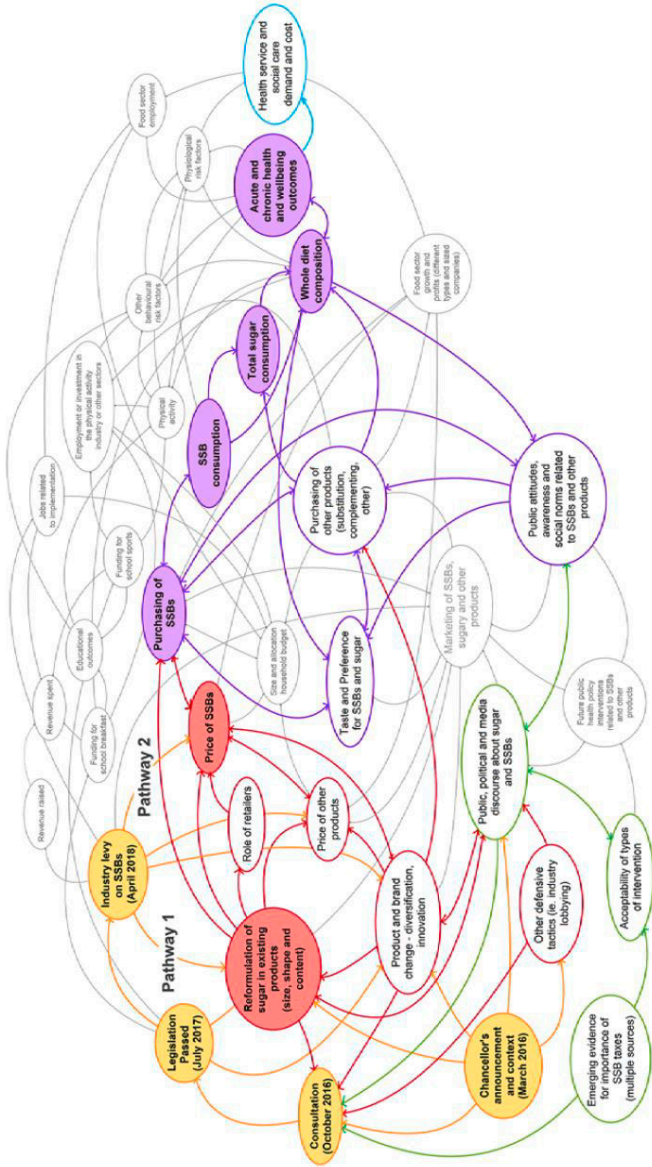 Consultation
(October 2016)
Legislation
Passed
(July 2017)
Industry levy
on SSBs
(April 2018)
Chancellor's
announcement
and context
(March 2016)
Emerging evidence
for importance of
SSB taxes
(multiple sources)
Pathway 1
Pathway 2
Reformulation of
sugar in existing
products
(size, shape and
content)
Product and brand
change - diversification,
innovation
Other defensive
tactics (ie. industry
lobbying)
Acceptability of types
of intervention
Role of retailers
Price of other
products
Price of SSBs
Public, political and media
discourse about sugar
and SSBs
Revenue raised
Revenue spent
Funding for
school breakfast
Educational
outcomes
Funding for
school sports
Jobs related
to implementation
Size and allocation
household budget
Taste and Preference
for SSBs and sugar
Marketing of SSBs,
sugary and other
products
Future public
health policy
interventions
related to SSBs
and other
products
Purchasing of
SSBs
SSB
consumption
Purchasing of
other products
(substitution,
complementing,
other)
Public attitudes,
awareness and
social norms related
to SSBs and other
products
Employment or investment in
the physical activity
industry or other sectors
Physical
activity
Other
behavioural
risk factors
Total sugar
consumption
Whole diet
composition
Food sector
growth and
profits (different
types and sized
companies)
Physiological
risk factors
Food sector
employment
Acute and
chronic health
and wellbeing
outcomes
Health service and
social care
demand and cost